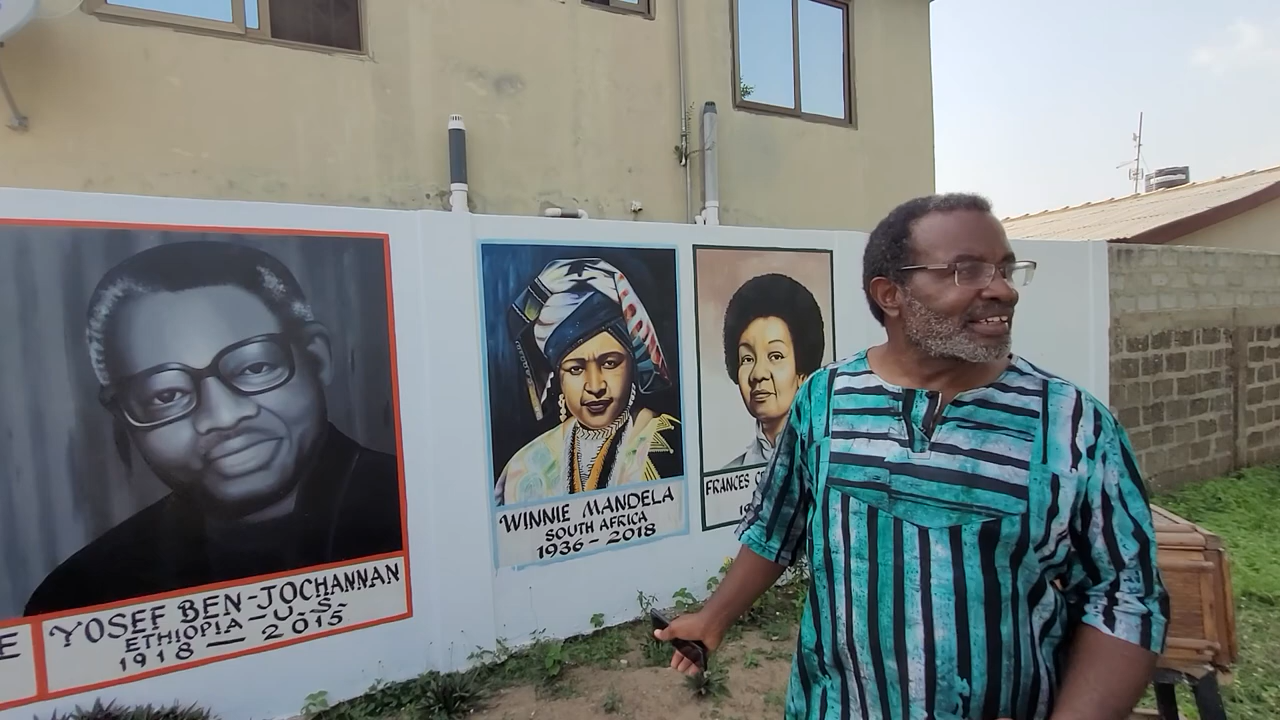 E
YOSEF BEN-JOCHANNAN
ETHIOPIA - U.S.
1918 - 2015
WINNIE MANDELA
SOUTH AFRICA
1936 - 2018
FRANCES